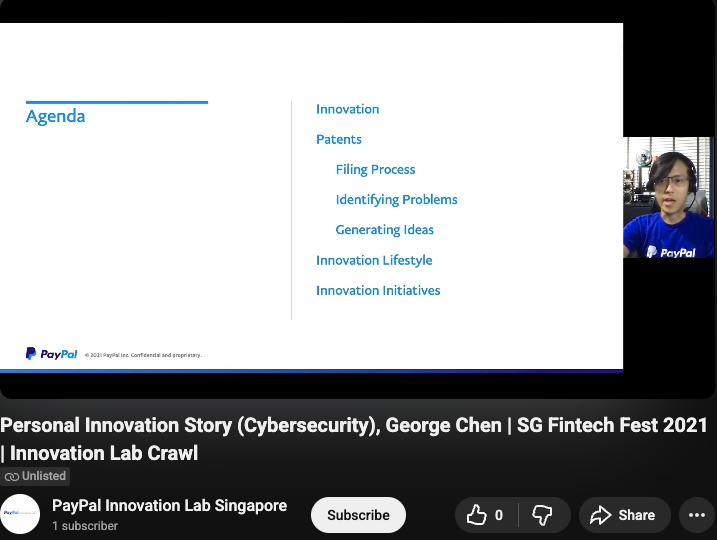 Agenda
Innovation
Patents
Filing Process
Identifying Problems
Generating Ideas
Innovation Lifestyle
Innovation Initiatives
PayPal
© 2021 PayPal Inc. Confidential and proprietary.
PayPal
Personal Innovation Story (Cybersecurity), George Chen | SG Fintech Fest 2021
| Innovation Lab Crawl
Unlisted
PayPal Innovation Lab Singapore
1 subscriber
Subscribe
0
Share